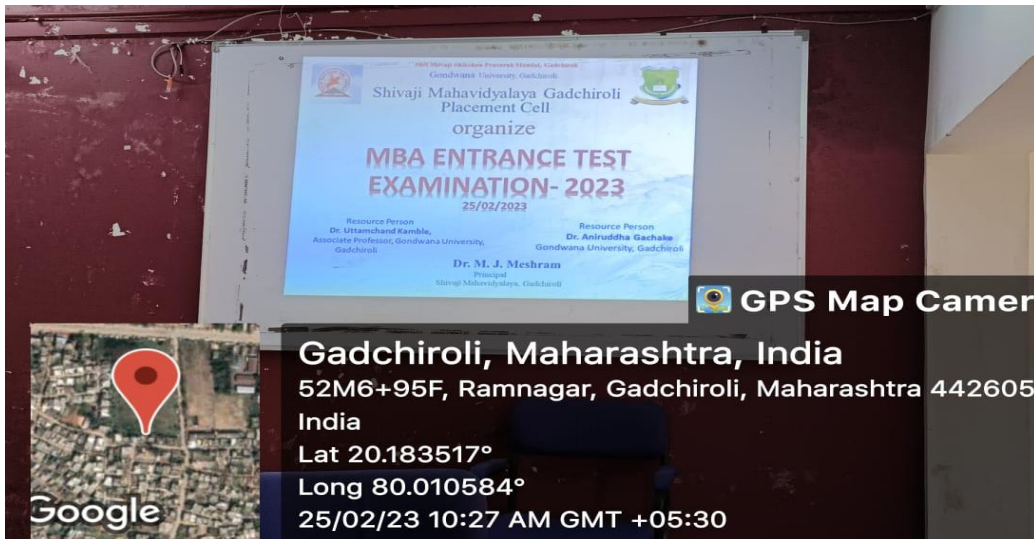 Gondwana University, Gadchiroli
Shivaji Mahavidyalaya Gadchiroli
Placement Cell
organize
MBA ENTRANCE TEST
EXAMINATION- 2023
25/02/2023
Resource Person
Dr. Uttamchand Kamble,
Associate Professor, Gondwana University,
Gadchiroli
Resource Person
Dr. Aniruddha Gachake
Gondwana University, Gadchiroli
Dr. M. J. Meshram
Principal
Shivaji Mahavidyalaya, Gadchiroli
GPS Map Camer
Gadchiroli, Maharashtra, India
52M6+95F, Ramnagar, Gadchiroli, Maharashtra 442605
India
Lat 20.183517°
Long 80.010584°
25/02/23 10:27 AM GMT +05:30
Google